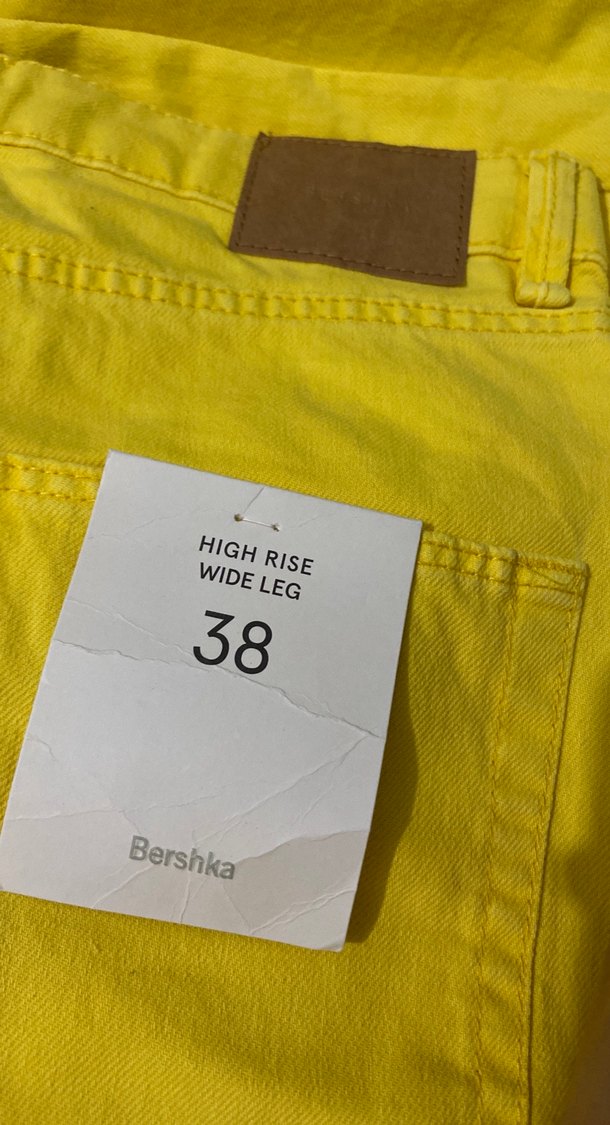 HIGH RISE
WIDE LEG
38
Bershka